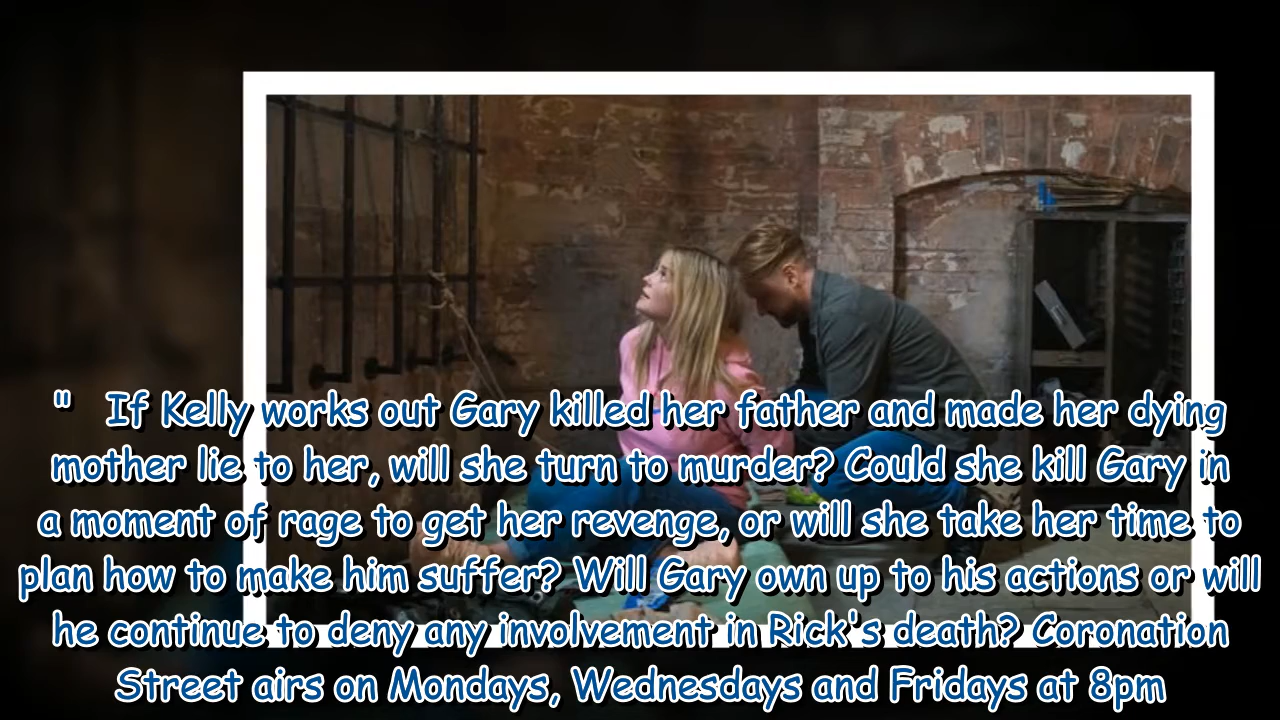 " If Kelly works out Gary killed her father and made her dying
mother lie to her, will she turn to murder? Could she kill Gary in
a moment of rage to get her revenge, or will she take her time to
plan how to make him suffer? Will Gary own up to his actions or will
he continue to deny any involvement in Rick's death? Coronation
Street airs on Mondays, Wednesdays and Fridays at 8pm